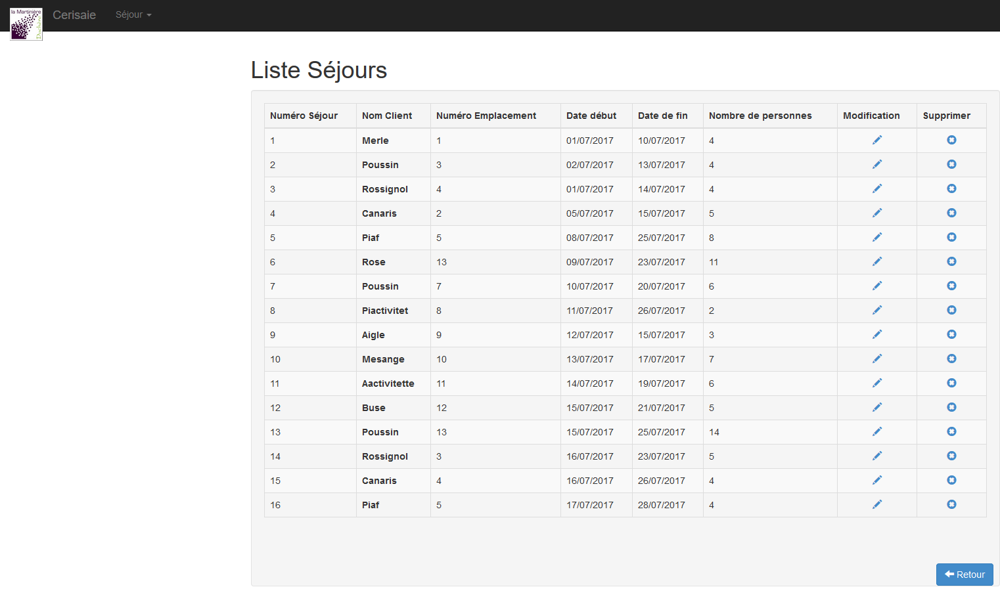 la Martinière
Duchère
Cerisaie Séjour
Liste Séjours
Numéro Séjour Nom Client Numéro Emplacement Date début Date de fin Nombre de personnes Modification Supprimer
1 Merle 1 01/07/2017 10/07/2017 4
2 Poussin 3 02/07/2017 13/07/2017 4
3 Rossignol 4 01/07/2017 14/07/2017 4
4 Canaris 2 05/07/2017 15/07/2017 5
5 Piaf 5 08/07/2017 25/07/2017 8
6 Rose 13 09/07/2017 23/07/2017 11
7 Poussin 7 10/07/2017 20/07/2017 6
8 Piactivitet 8 11/07/2017 26/07/2017 2
9 Aigle 9 12/07/2017 15/07/2017 3
10 Mesange 10 13/07/2017 17/07/2017 7
11 Aactivitette 11 14/07/2017 19/07/2017 6
12 Buse 12 15/07/2017 21/07/2017 5
13 Poussin 13 15/07/2017 25/07/2017 14
14 Rossignol 3 16/07/2017 23/07/2017 5
15 Canaris 4 16/07/2017 26/07/2017 4
16 Piaf 5 17/07/2017 28/07/2017 4
Retour